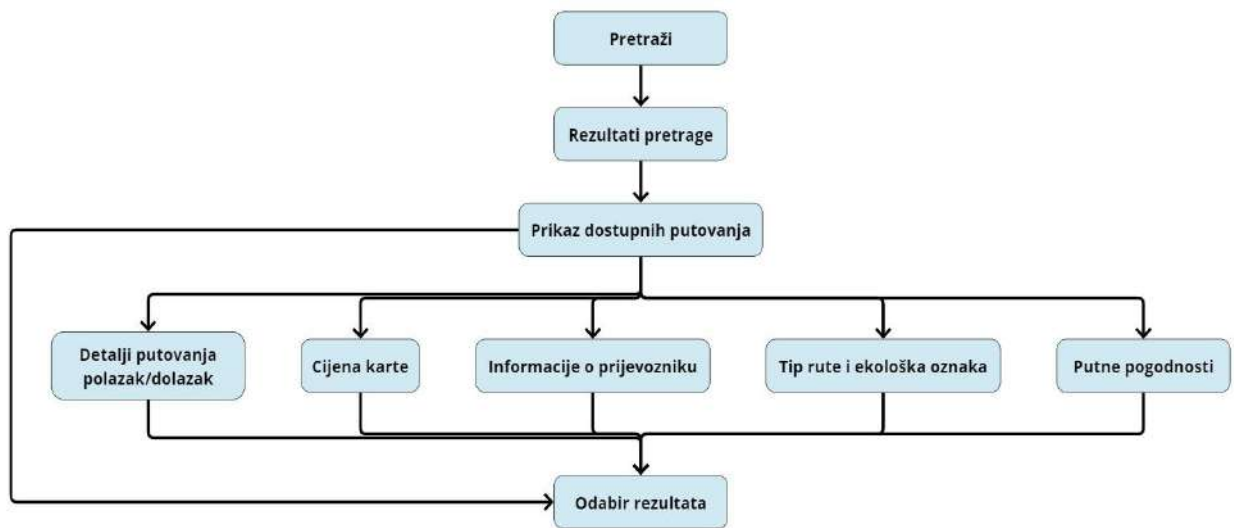 Pretraži
Rezultati pretrage
Prikaz dostupnih putovanja
Detalji putovanja
polazak/dolazak
Cijena karte
Informacije o prijevozniku
Tip rute i ekološka oznaka
Putne pogodnosti
Odabir rezultata